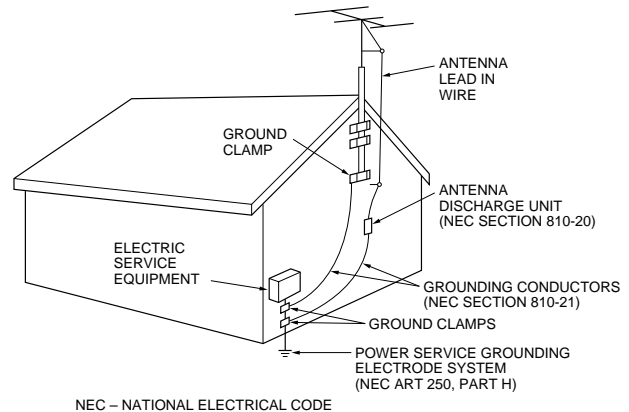 ANTENNA
LEAD IN
WIRE
GROUND
CLAMP
ANTENNA
DISCHARGE UNIT
(NEC SECTION 810-20)
ELECTRIC
SERVICE
EQUIPMENT
GROUNDING CONDUCTORS
(NEC SECTION 810-21)
GROUND CLAMPS
POWER SERVICE GROUNDING
ELECTRODE SYSTEM
(NEC ART 250, PART H)
NEC – NATIONAL ELECTRICAL CODE